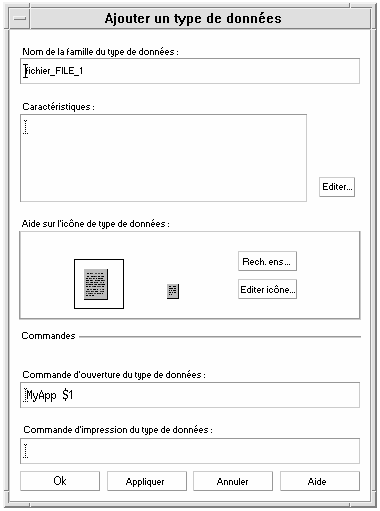 Ajouter un type de données
Nom de la famille du type de données :
fichier_FILE_1
Caractéristiques :
Editer...
Aide sur l'icône de type de données :
Rech. ens...
Editer icône...
Commandes
Commande d'ouverture du type de données :
MyApp $1
Commande d'impression du type de données :
Ok
Appliquer
Annuler
Aide